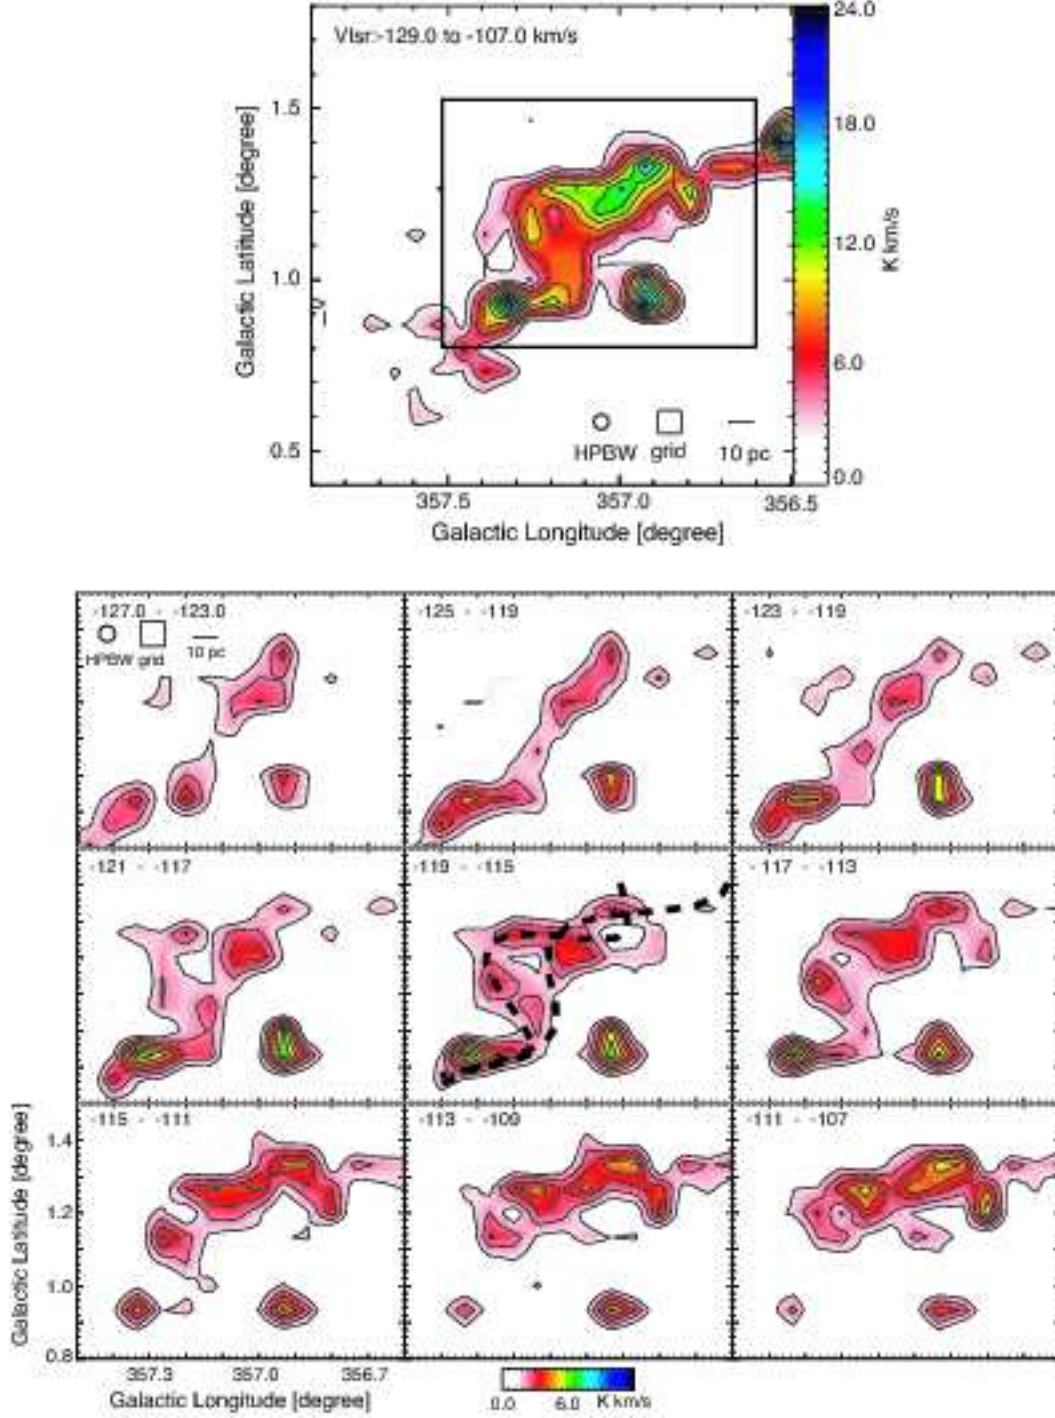 Vlsr:-129.0 to -107.0 km/s
24.0
18.0
12.0
6.0
0.0
K km/s
Galactic Latitude [degree]
1.5
1.0
0.5
HPBW grid 10 pc
357.5 357.0 356.5
Galactic Longitude [degree]
-127.0 - -123.0
HPBW grid 10 pc
-125 - -119
-123 - -119
-121 - -117
-119 - -115
-117 - -113
-115 - -111
-113 - -109
-111 - -107
Galactic Latitude [degree]
1.4
1.2
1.0
0.8
357.3 357.0 356.7
Galactic Longitude [degree]
0.0 6.0 K km/s